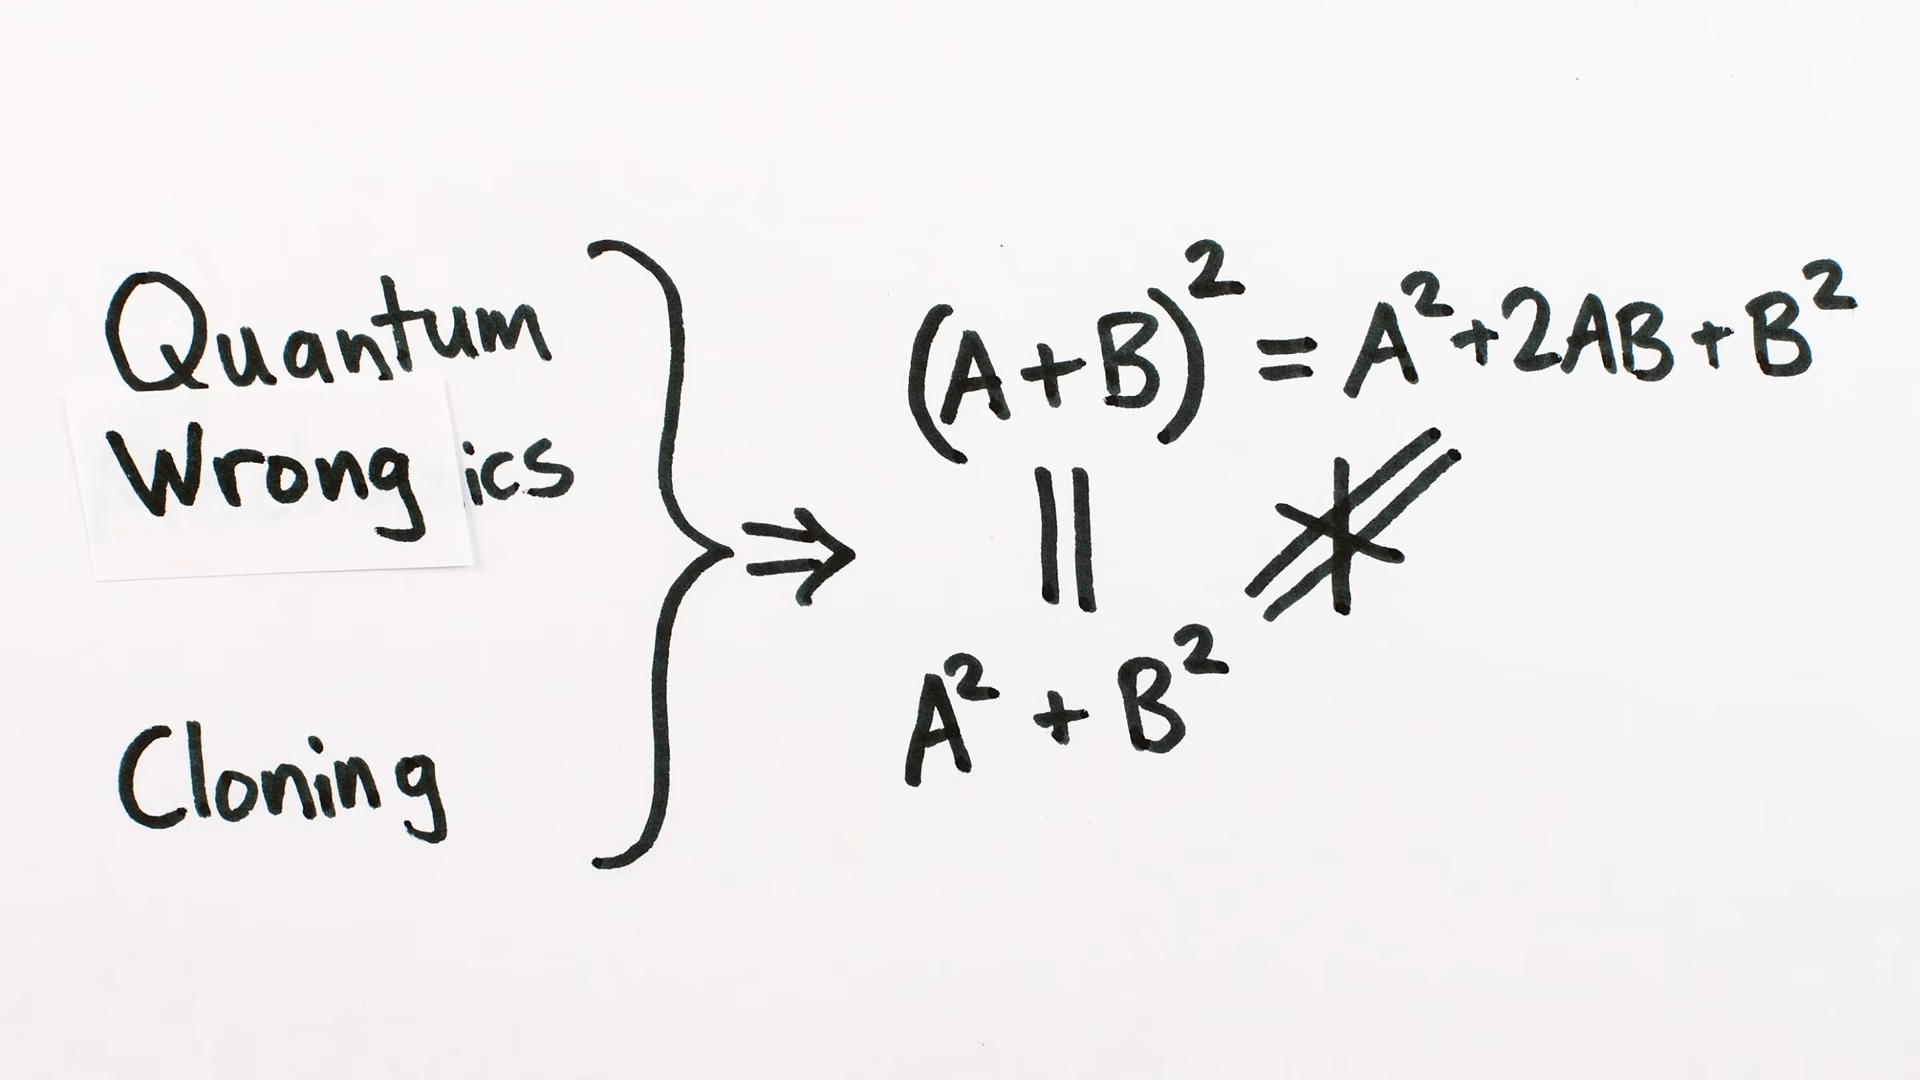 Quantum
Wrong ics
Cloning
⇒
(A+B)² = A²+2AB+B²
||
A² + B²